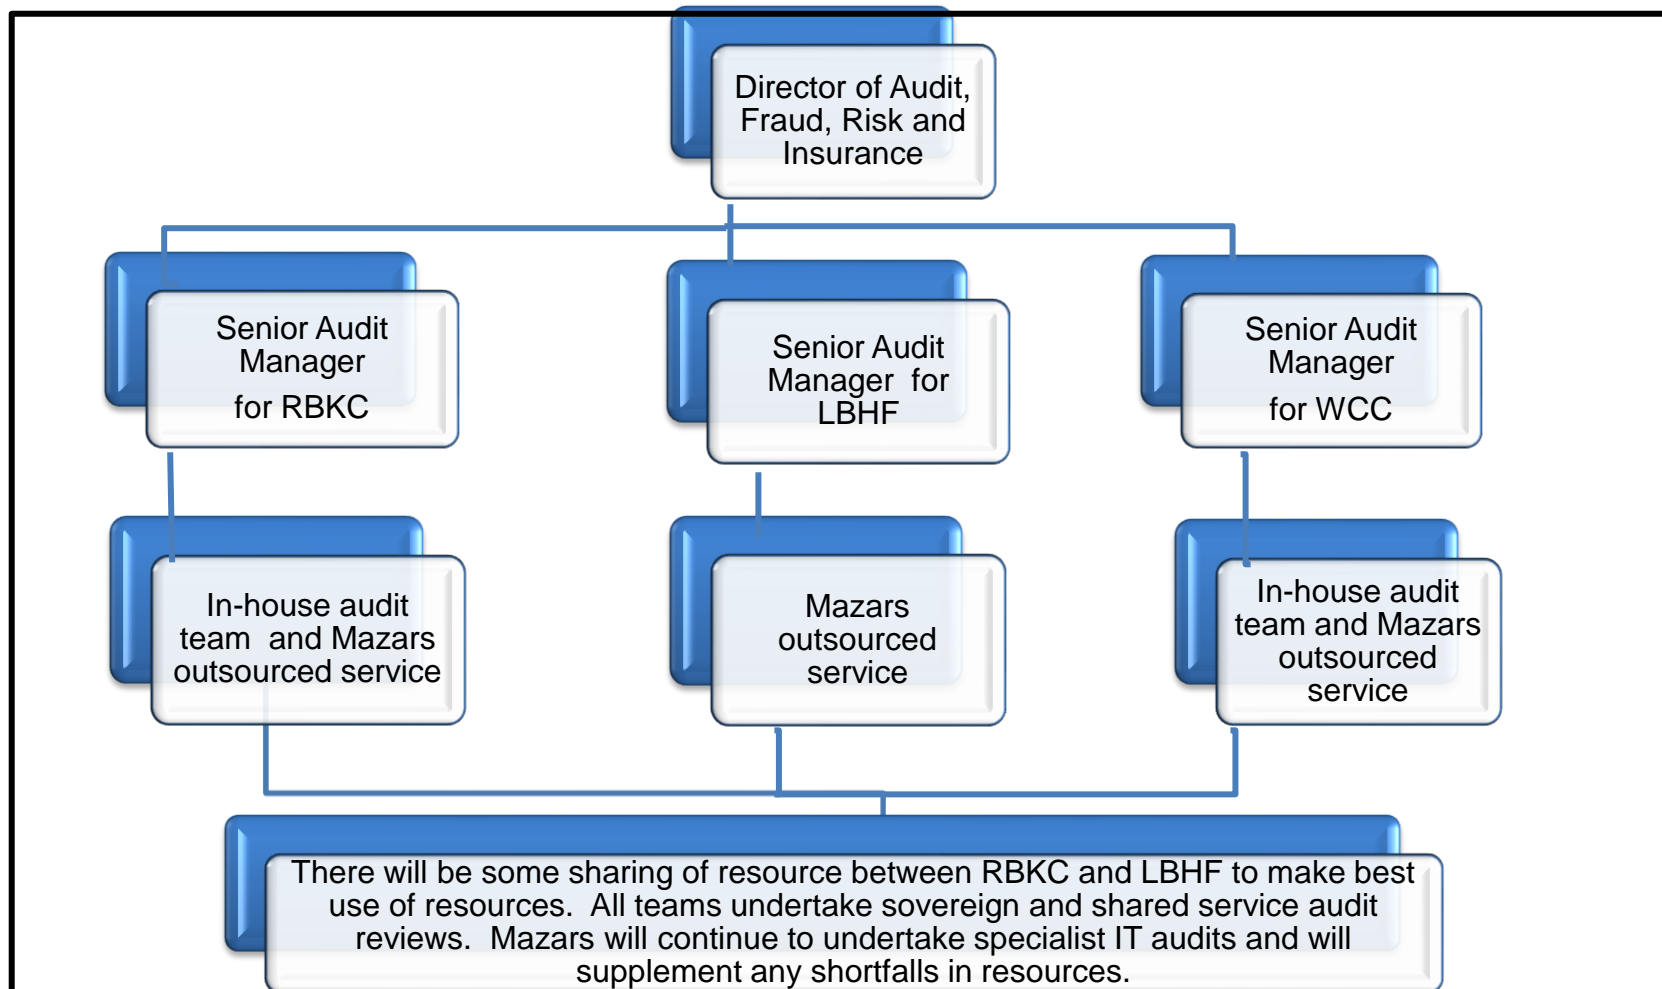 Director of Audit,
Fraud, Risk and
Insurance
Senior Audit
Manager
for RBKC
Senior Audit
Manager for
LBHF
Senior Audit
Manager
for WCC
In-house audit
team and Mazars
outsourced service
Mazars
outsourced
service
In-house audit
team and Mazars
outsourced
service
There will be some sharing of resource between RBKC and LBHF to make best
use of resources. All teams undertake sovereign and shared service audit
reviews. Mazars will continue to undertake specialist IT audits and will
supplement any shortfalls in resources.